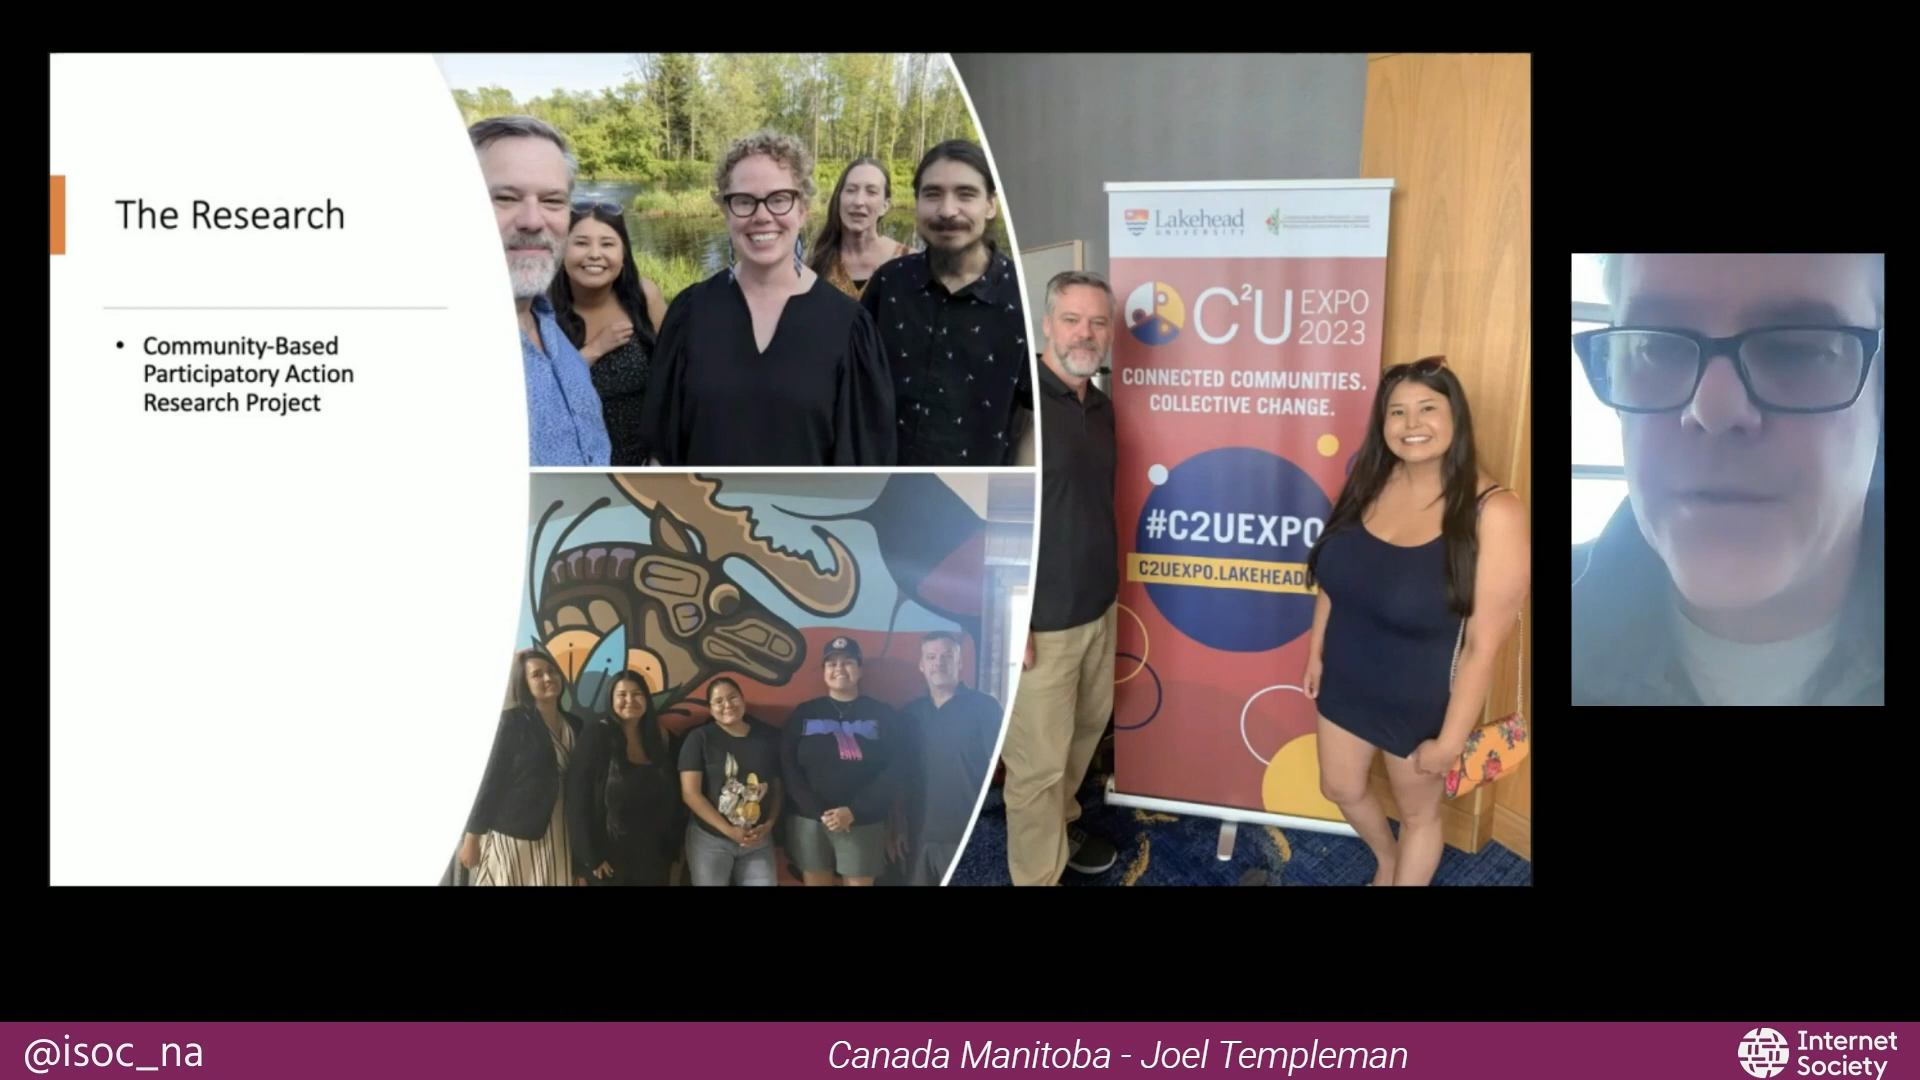 The Research
• Community-Based
Participatory Action
Research Project
Lakehead
UNIVERSITY
C²U EXPO
2023
CONNECTED COMMUNITIES.
COLLECTIVE CHANGE.
#C2UEXPO
C2UEXPO.LAKEHEAD
@isoc_na
Canada Manitoba - Joel Templeman
Internet
Society